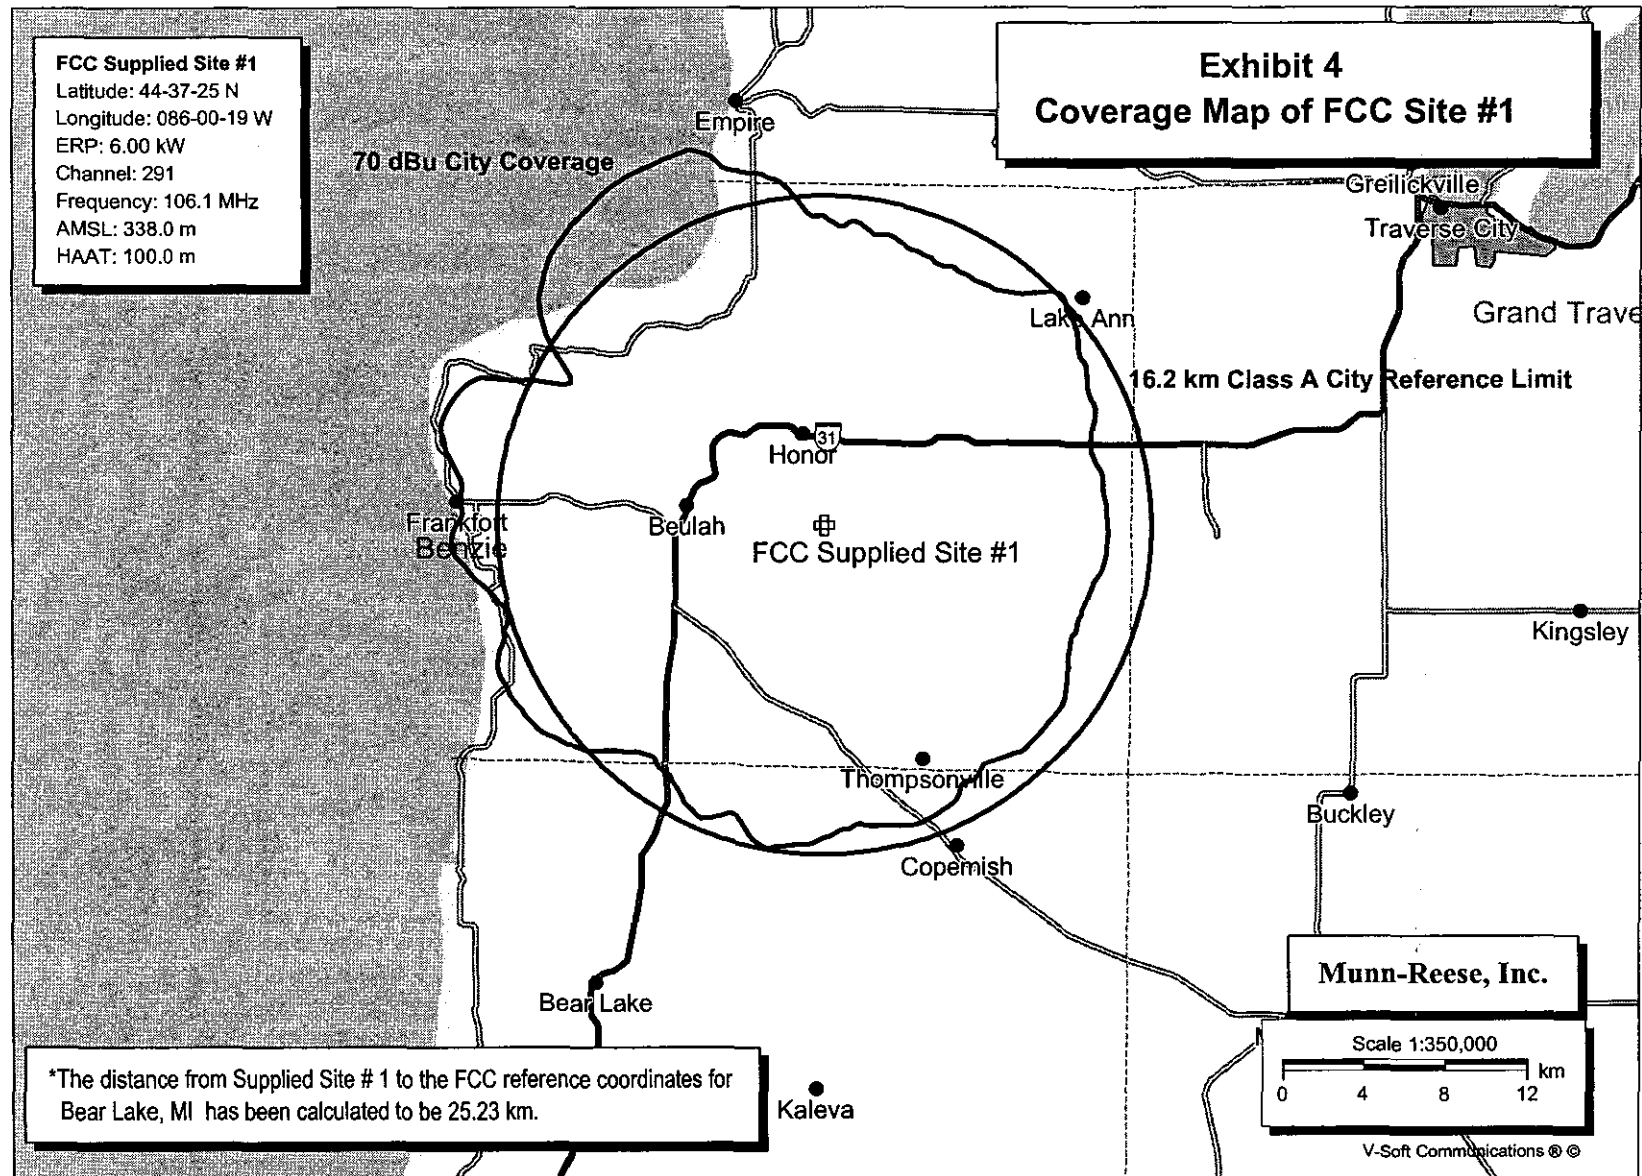 FCC Supplied Site #1
Latitude: 44-37-25 N
Longitude: 086-00-19 W
ERP: 6.00 kW
Channel: 291
Frequency: 106.1 MHz
AMSL: 338.0 m
HAAT: 100.0 m
Exhibit 4
Coverage Map of FCC Site #1
Empire
70 dBu City Coverage
Greilickville
Traverse City
Lake Ann
Grand Trave
16.2 km Class A City Reference Limit
31
Honor
Frankfort
Benzie
Beulah
FCC Supplied Site #1
Kingsley
Thompsonville
Buckley
Copemish
Munn-Reese, Inc.
Bear Lake
Scale 1:350,000
km
0 4 8 12
*The distance from Supplied Site # 1 to the FCC reference coordinates for
Bear Lake, MI has been calculated to be 25.23 km.
Kaleva
V-Soft Communications ® ©